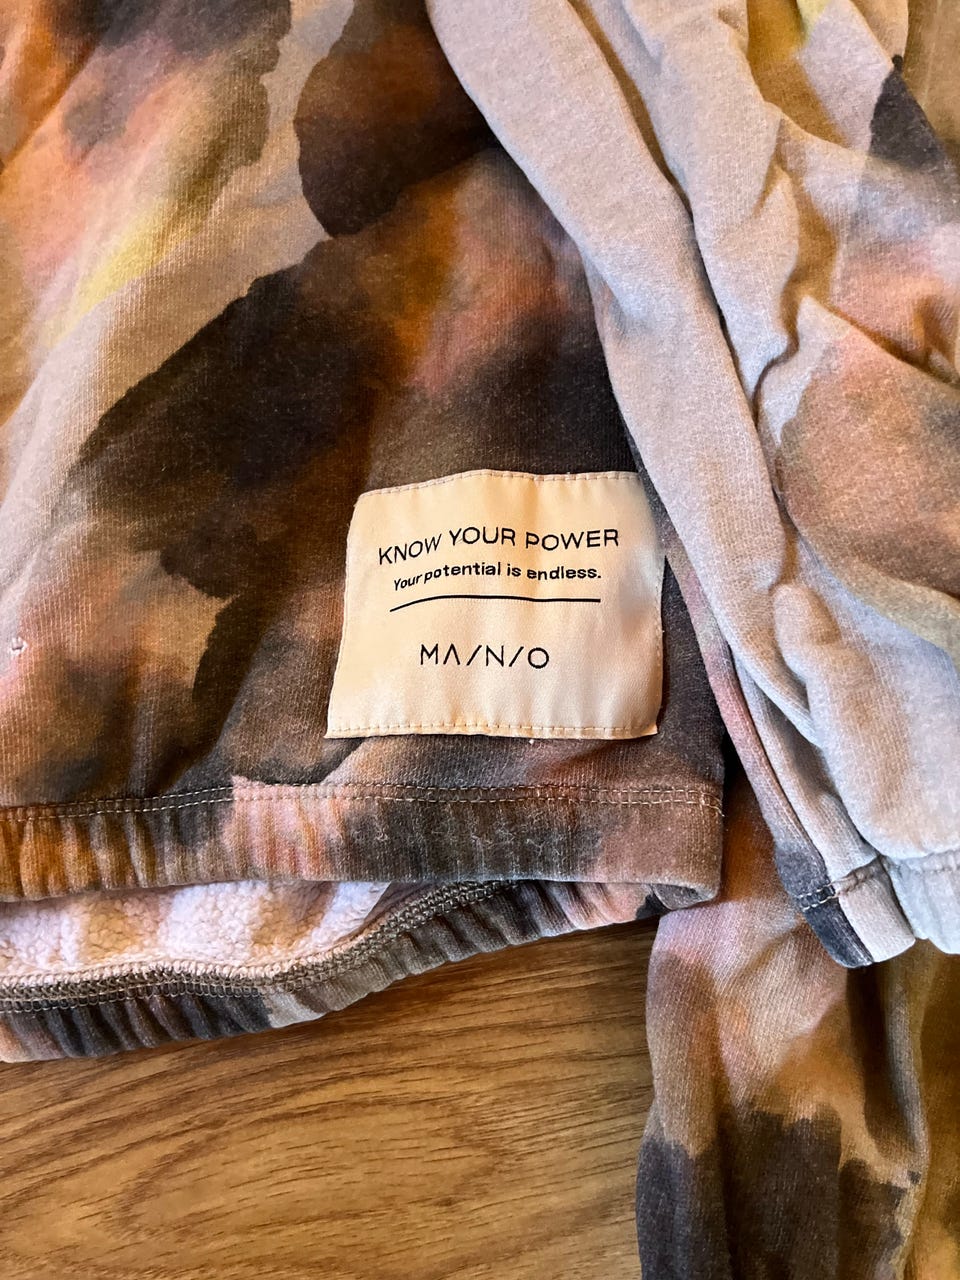 KNOW YOUR POWER
Your potential is endless.
MA/N/O